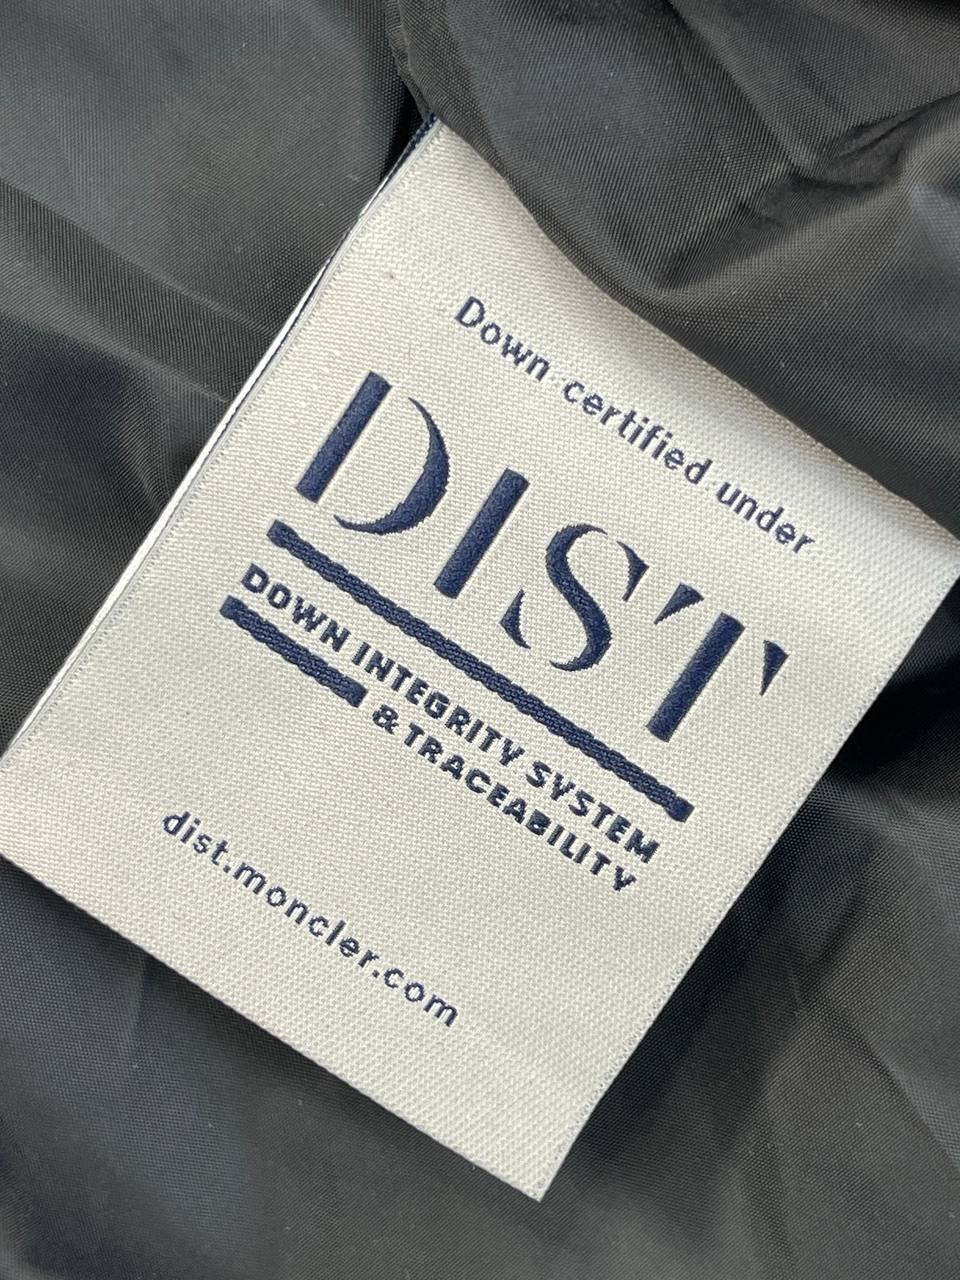 Down certified under
DIST
DOWN INTEGRITY SYSTEM
& TRACEABILITY
dist.moncler.com